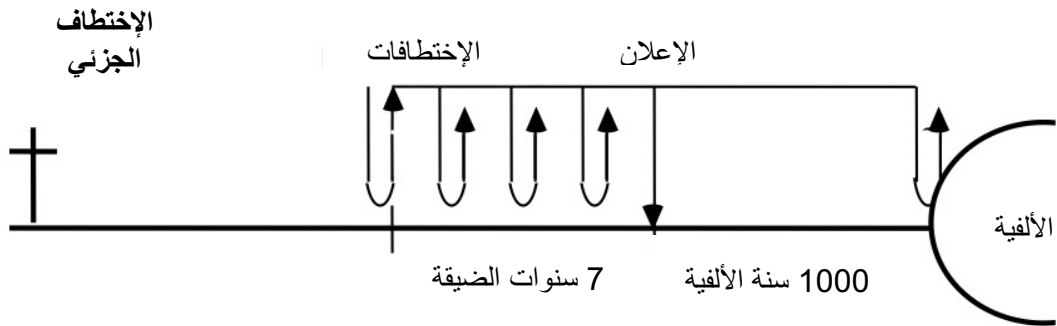 الإختطاف
الجزئي
الإختطافات
الإعلان
الألفية
7 سنوات الضيقة
1000 سنة الألفية